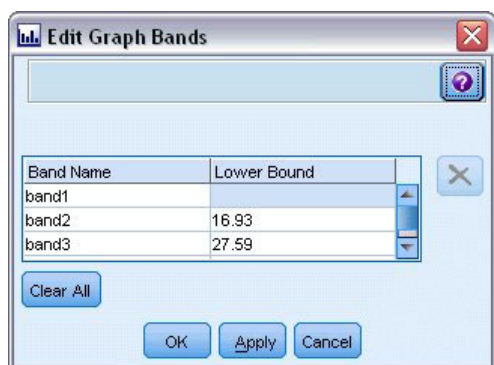 Edit Graph Bands
?
Band Name Lower Bound
band1
band2 16.93
band3 27.59
Clear All
OK Apply Cancel